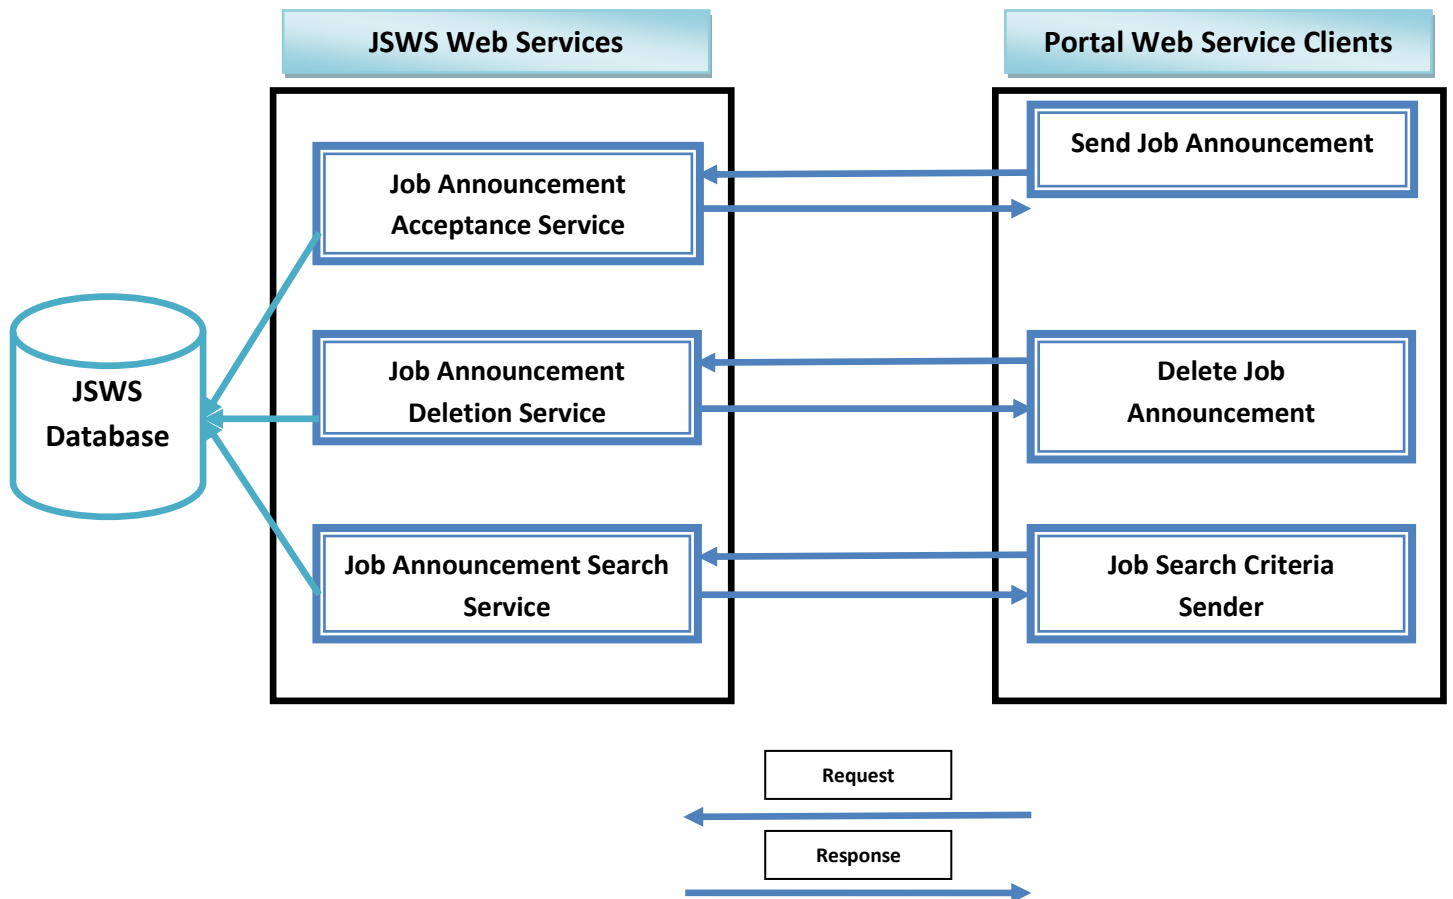 JSWS Web Services
Portal Web Service Clients
Send Job Announcement
Job Announcement
Acceptance Service
JSWS
Database
Job Announcement
Deletion Service
Delete Job
Announcement
Job Announcement Search
Service
Job Search Criteria
Sender
Request
Response